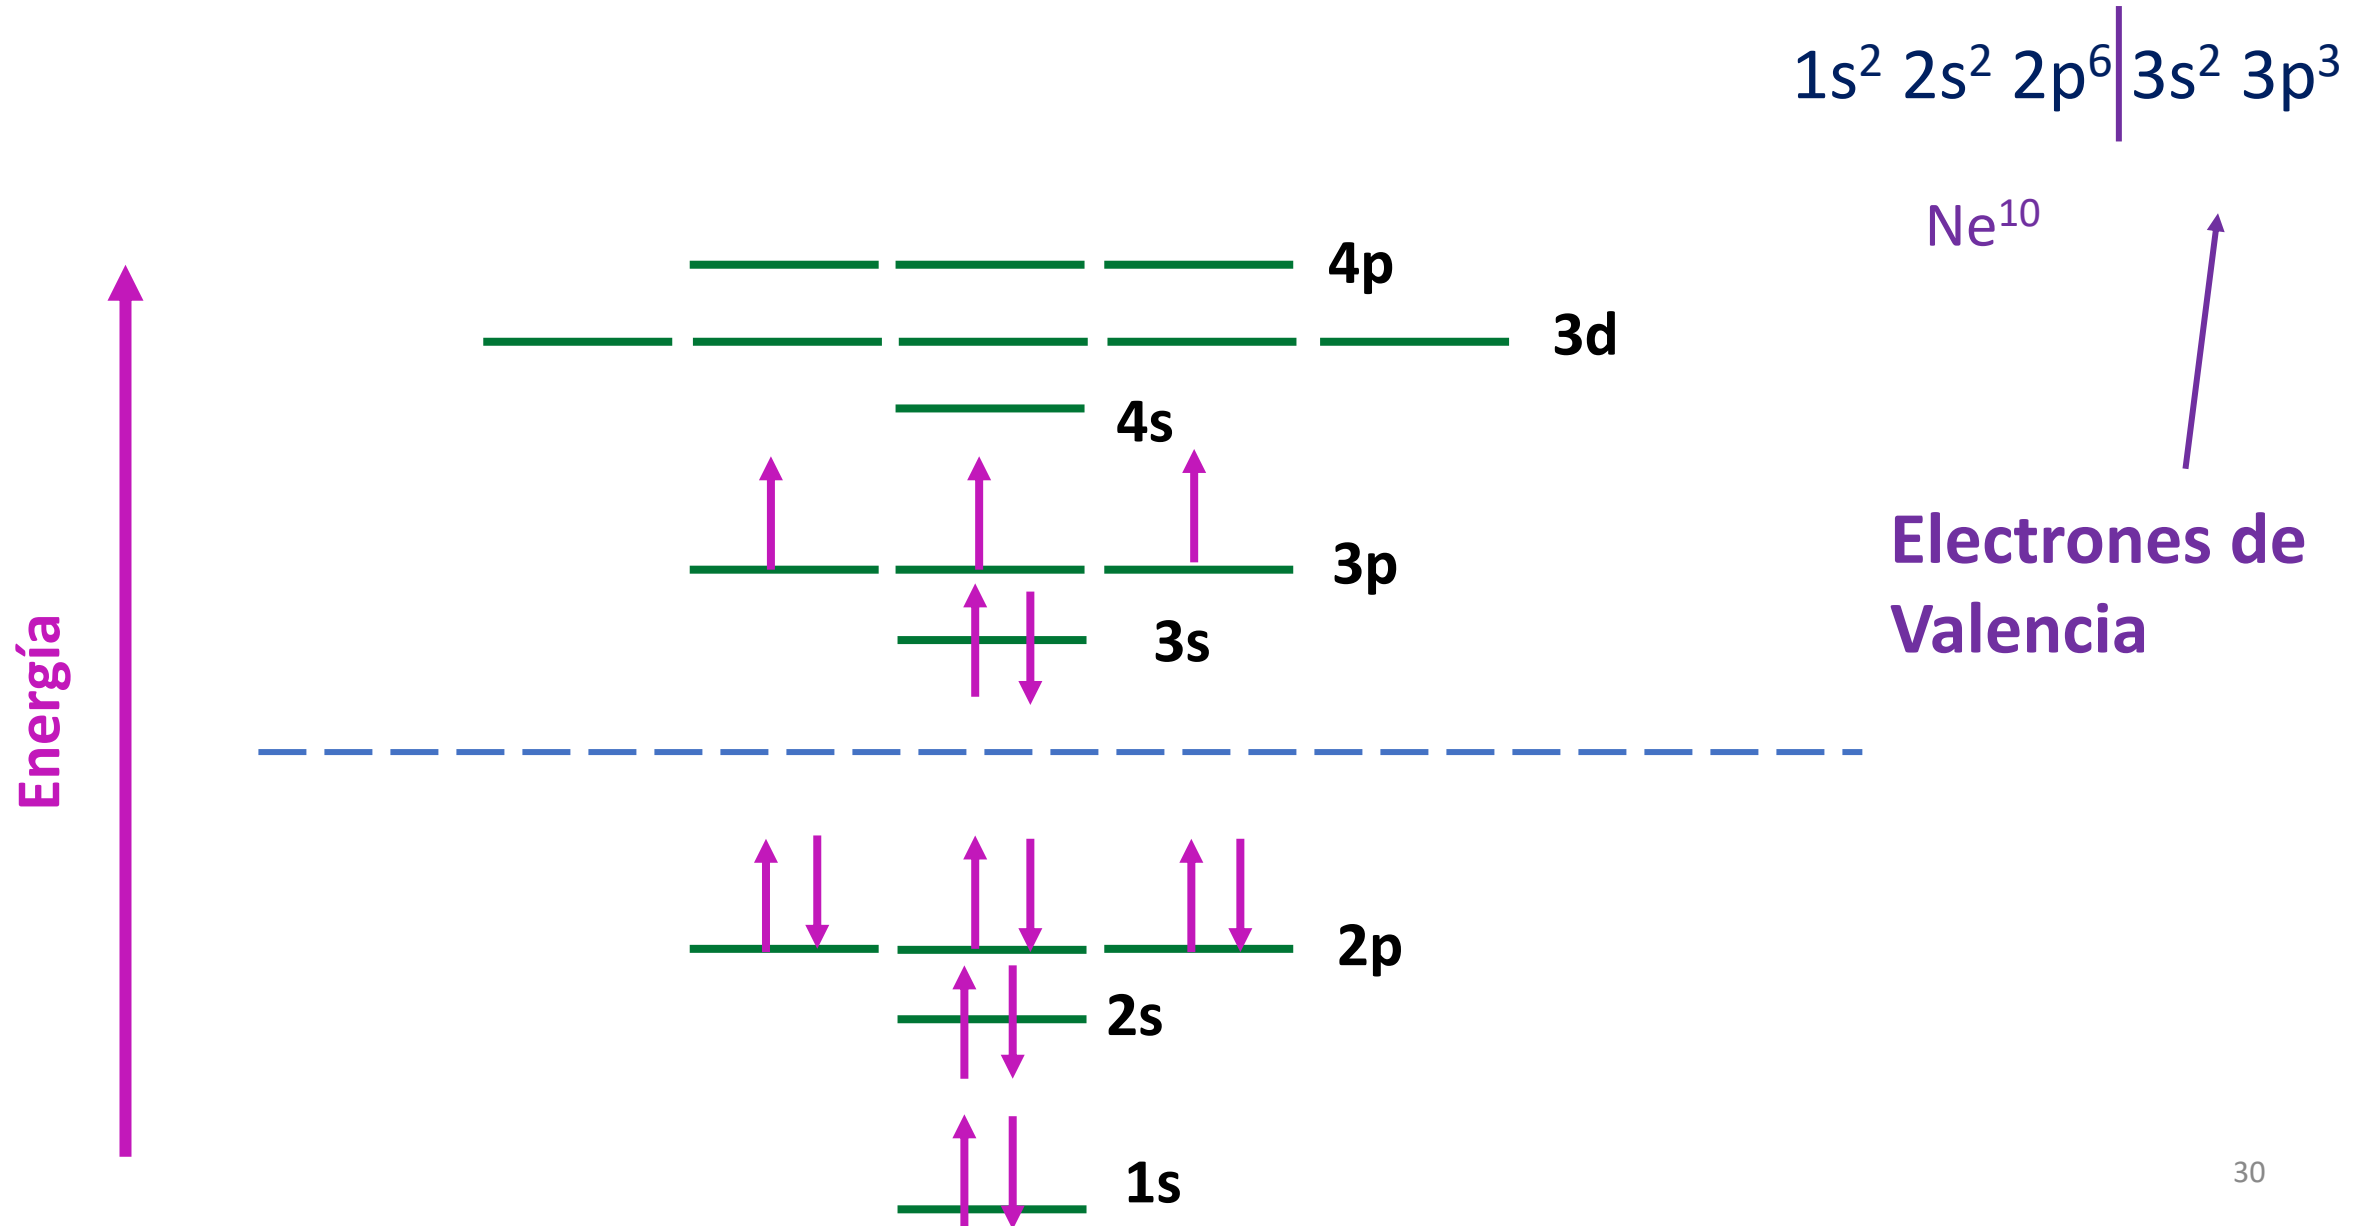 1s² 2s² 2p⁶ 3s² 3p³
Ne¹⁰
4p
3d
4s
3p
3s
Electrones de
Valencia
Energía
2p
2s
1s
30